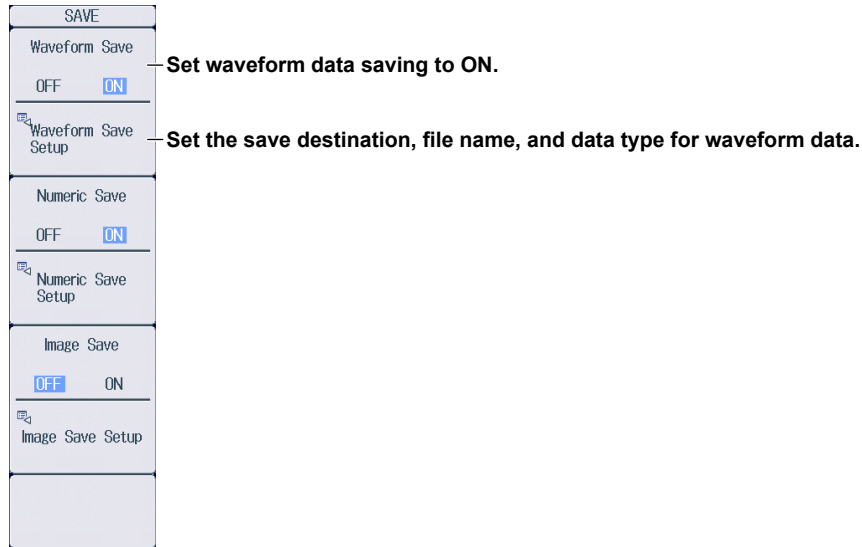 SAVE
Waveform Save
OFF ON
Set waveform data saving to ON.
Waveform Save
Setup
Set the save destination, file name, and data type for waveform data.
Numeric Save
OFF ON
Numeric Save
Setup
Image Save
OFF ON
Image Save Setup